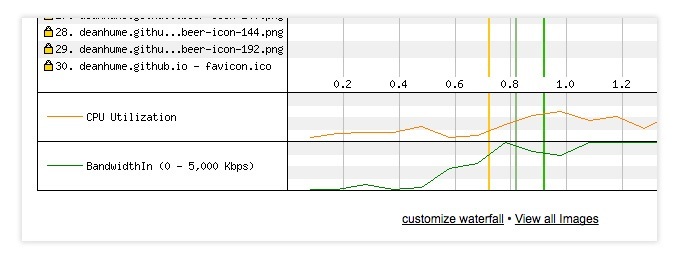 28. deanhume.githu...beer-icon-144.png
29. deanhume.githu...beer-icon-192.png
30. deanhume.github.io - favicon.ico
0.2 0.4 0.6 0.8 1.0 1.2
CPU Utilization
BandwidthIn (0 - 5,000 Kbps)
customize waterfall • View all Images